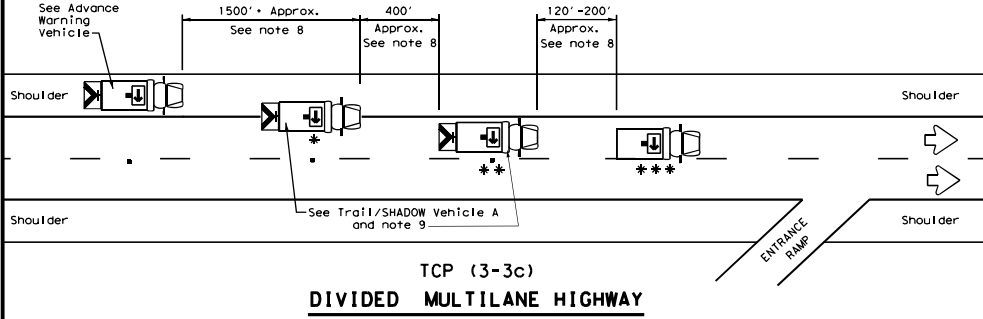 See Advance
Warning
Vehicle
1500'+ Approx.
See note 8
400'
Approx.
See note 8
120'-200'
Approx.
See note 8
Shoulder
Shoulder
*
**
***
Shoulder
See Trail/SHADOW Vehicle A
and note 9
Shoulder
ENTRANCE
RAMP
TCP (3-3c)
DIVIDED MULTILANE HIGHWAY